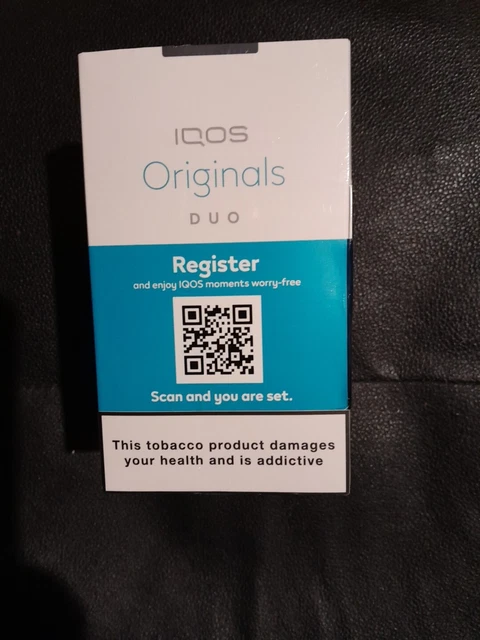 IQOS
Originals
DUO
Register
and enjoy IQOS moments worry-free
Scan and you are set.
This tobacco product damages
your health and is addictive